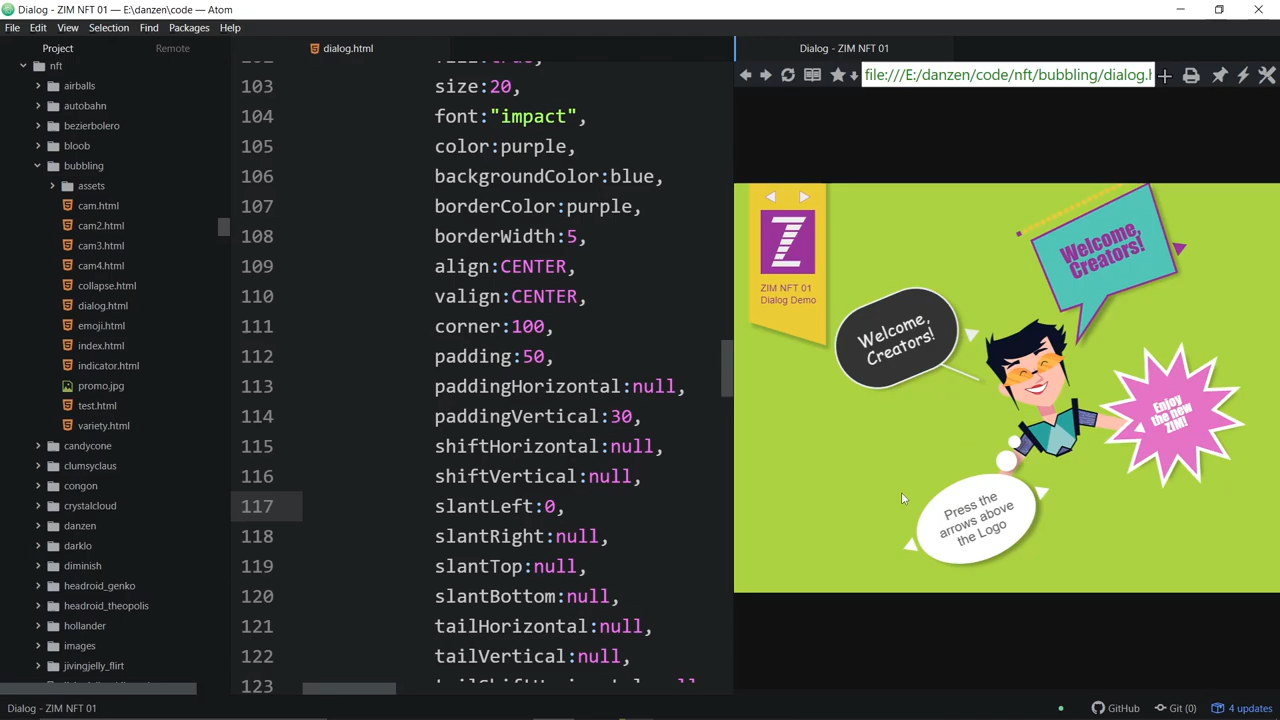 Dialog - ZIM NFT 01 — E:\danzen\code — Atom
File Edit View Selection Find Packages Help
Project Remote
nft
airballs
autobahn
bezierbolero
bloob
bubbling
assets
cam.html
cam2.html
cam3.html
cam4.html
collapse.html
dialog.html
emoji.html
index.html
indicator.html
promo.jpg
test.html
variety.html
candycone
clumsyclaus
congon
crystalcloud
danzen
darklo
diminish
headroid_genko
headroid_theopolis
hollander
images
jivingjelly_flirt
dialog.html
103 size:20,
104 font:"impact",
105 color:purple,
106 backgroundColor:blue,
107 borderColor:purple,
108 borderWidth:5,
109 align:CENTER,
110 valign:CENTER,
111 corner:100,
112 padding:50,
113 paddingHorizontal:null,
114 paddingVertical:30,
115 shiftHorizontal:null,
116 shiftVertical:null,
117 slantLeft:0,
118 slantRight:null,
119 slantTop:null,
120 slantBottom:null,
121 tailHorizontal:null,
122 tailVertical:null,
123
Dialog - ZIM NFT 01
file:///E:/danzen/code/nft/bubbling/dialog.h
Z
ZIM NFT 01
Dialog Demo
Welcome,
Creators!
Welcome,
Creators!
Enjoy
the new
ZIM!
Press the
arrows above
the Logo
Dialog - ZIM NFT 01
GitHub Git (0) 4 updates